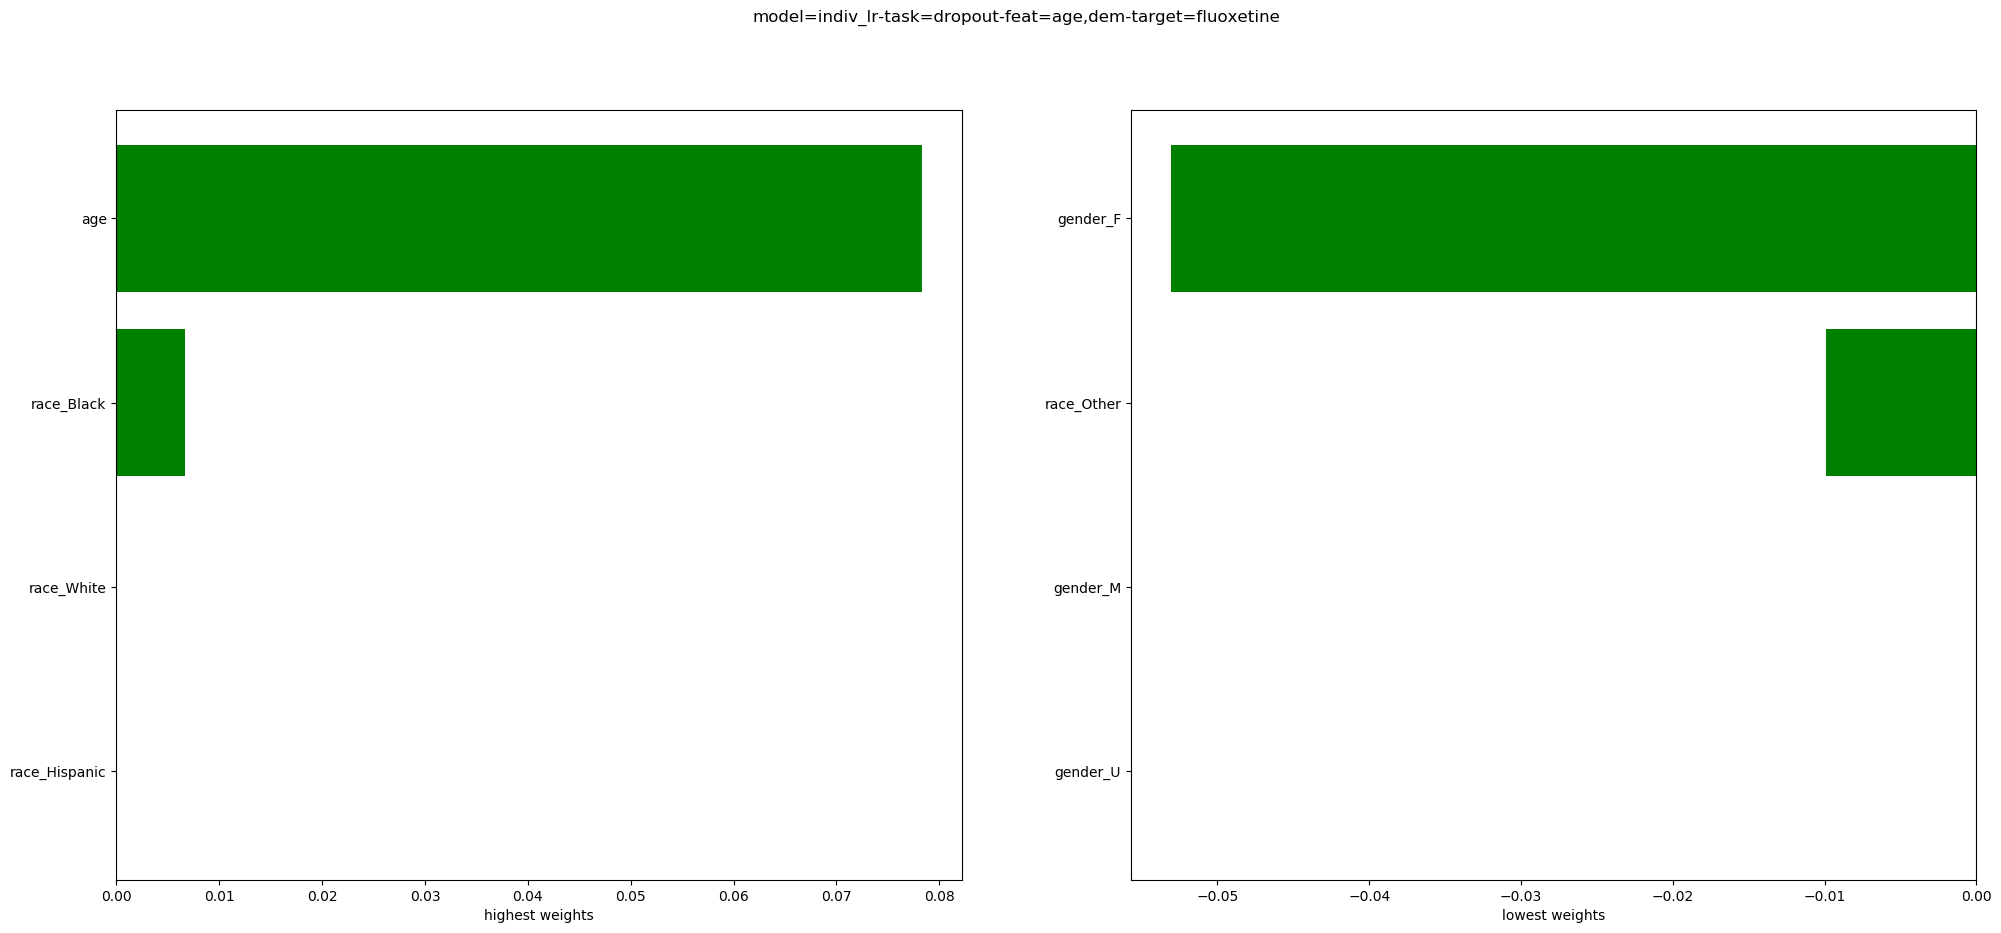 model=indiv_lr-task=dropout-feat=age,dem-target=fluoxetine
age
race_Black
race_White
race_Hispanic
0.00 0.01 0.02 0.03 0.04 0.05 0.06 0.07 0.08
highest weights
gender_F
race_Other
gender_M
gender_U
−0.05 −0.04 −0.03 −0.02 −0.01 0.00
lowest weights